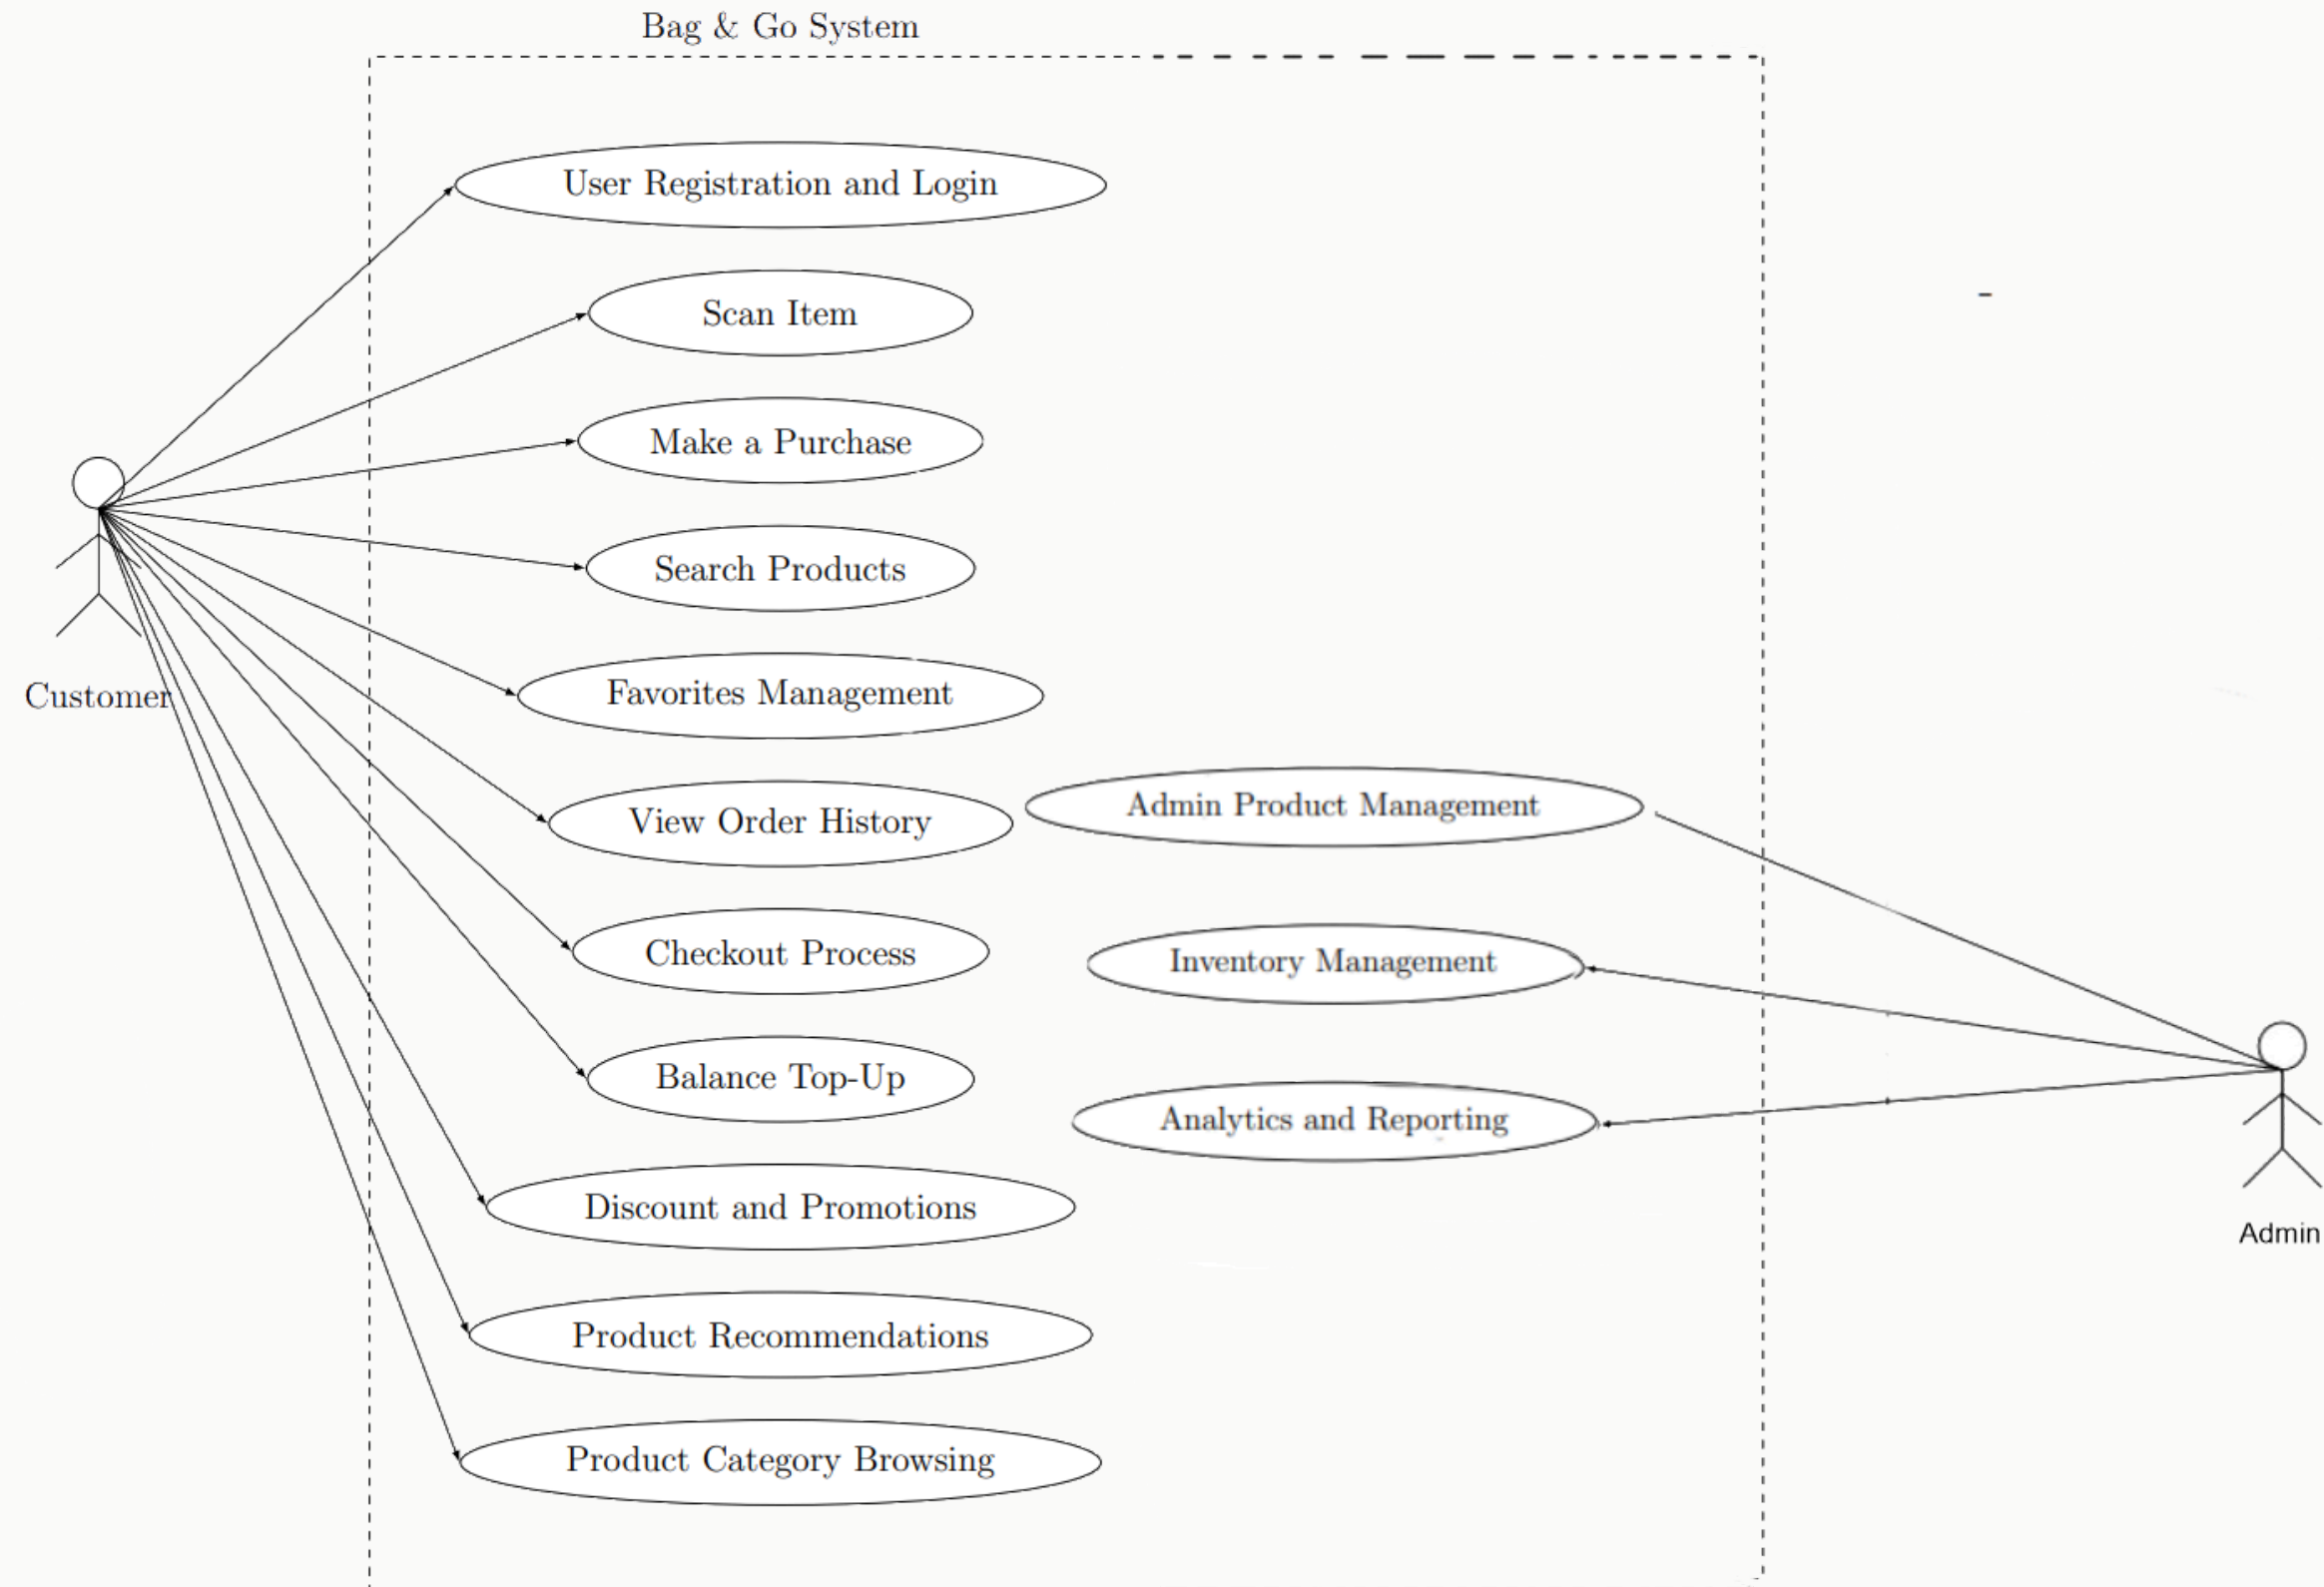 Bag & Go System
User Registration and Login
Scan Item
Make a Purchase
Search Products
Favorites Management
View Order History
Checkout Process
Balance Top-Up
Discount and Promotions
Product Recommendations
Product Category Browsing
Customer
Admin Product Management
Inventory Management
Analytics and Reporting
Admin